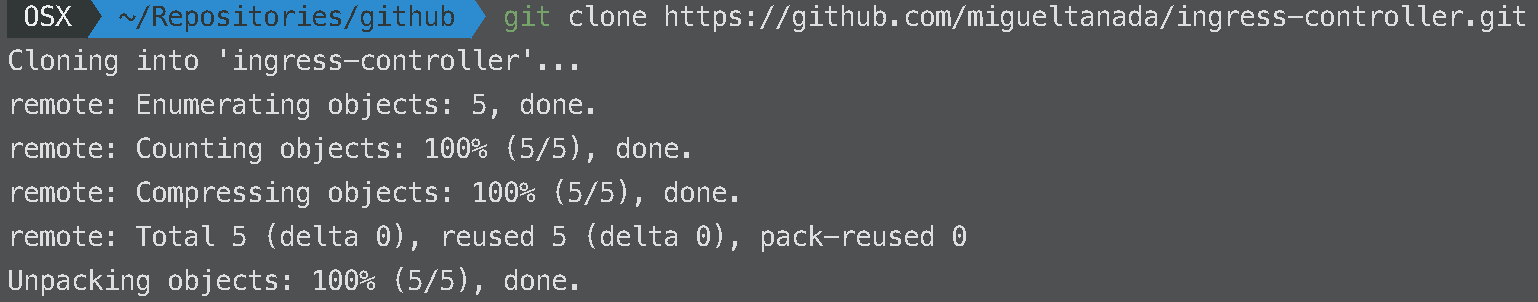 OSX ~/Repositories/github git clone https://github.com/migueltanada/ingress-controller.git
Cloning into 'ingress-controller'...
remote: Enumerating objects: 5, done.
remote: Counting objects: 100% (5/5), done.
remote: Compressing objects: 100% (5/5), done.
remote: Total 5 (delta 0), reused 5 (delta 0), pack-reused 0
Unpacking objects: 100% (5/5), done.